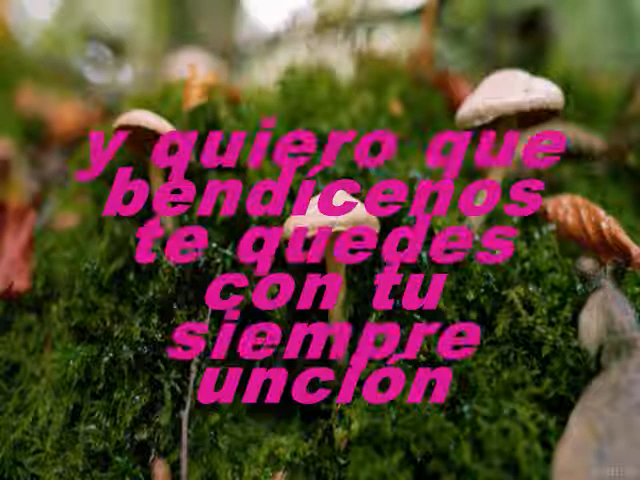 y quiero que
bendícenos
te quedes
con tu
siempre
unción